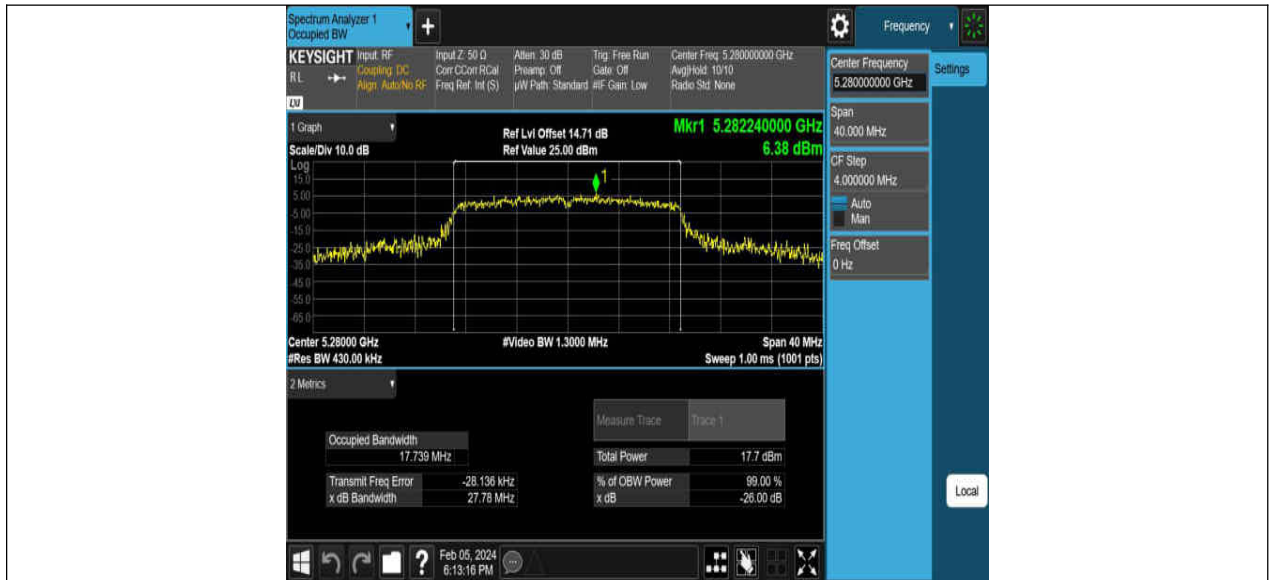 Spectrum Analyzer 1
Occupied BW
+
Frequency
KEYSIGHT
RL
LXI
Input: RF
Coupling: DC
Align: Auto/No RF
Input Z: 50 Ω
Corr CCorr RCal
Freq Ref: Int (S)
Atten: 30 dB
Preamp: Off
µW Path: Standard
Trig: Free Run
Gate: Off
#IF Gain: Low
Center Freq: 5.280000000 GHz
Avg|Hold: 10/10
Radio Std: None
Center Frequency
5.280000000 GHz
Settings
Span
40.000 MHz
CF Step
4.000000 MHz
Auto
Man
Freq Offset
0 Hz
Local
1 Graph
Scale/Div 10.0 dB
Ref Lvl Offset 14.71 dB
Ref Value 25.00 dBm
Mkr1 5.282240000 GHz
6.38 dBm
Log
15.0
5.00
-5.00
-15.0
-25.0
-35.0
-45.0
-55.0
-65.0
1
Center 5.28000 GHz
#Res BW 430.00 kHz
#Video BW 1.3000 MHz
Span 40 MHz
Sweep 1.00 ms (1001 pts)
2 Metrics
Measure Trace
Trace 1
Occupied Bandwidth
17.739 MHz
Total Power
17.7 dBm
Transmit Freq Error
-28.136 kHz
% of OBW Power
99.00 %
x dB Bandwidth
27.78 MHz
x dB
-26.00 dB
?
Feb 05, 2024
6:13:16 PM